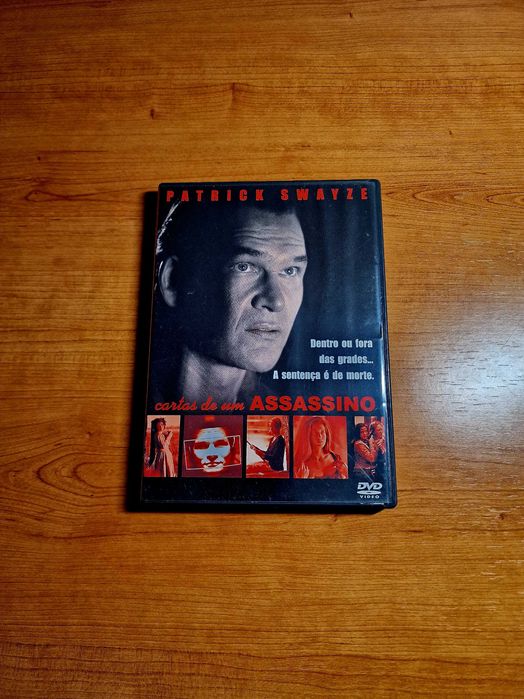 PATRICK SWAYZE
Dentro ou fora
das grades...
A sentença é de morte.
cartas de um ASSASSINO
DVD
VIDEO